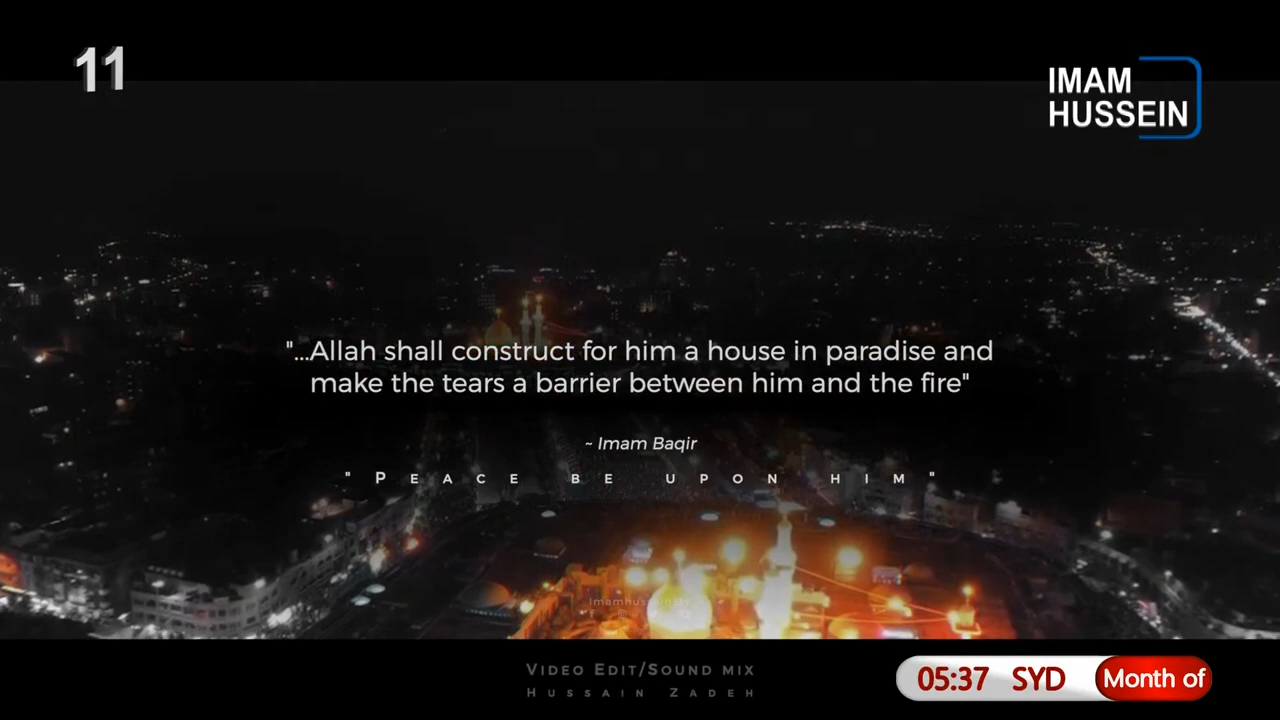 11
IMAM
HUSSEIN
"...Allah shall construct for him a house in paradise and
make the tears a barrier between him and the fire"
~ Imam Baqir
"PEACE BE UPON HIM"
VIDEO EDIT/SOUND MIX
HUSSAIN ZADEH
05:37 SYD Month of